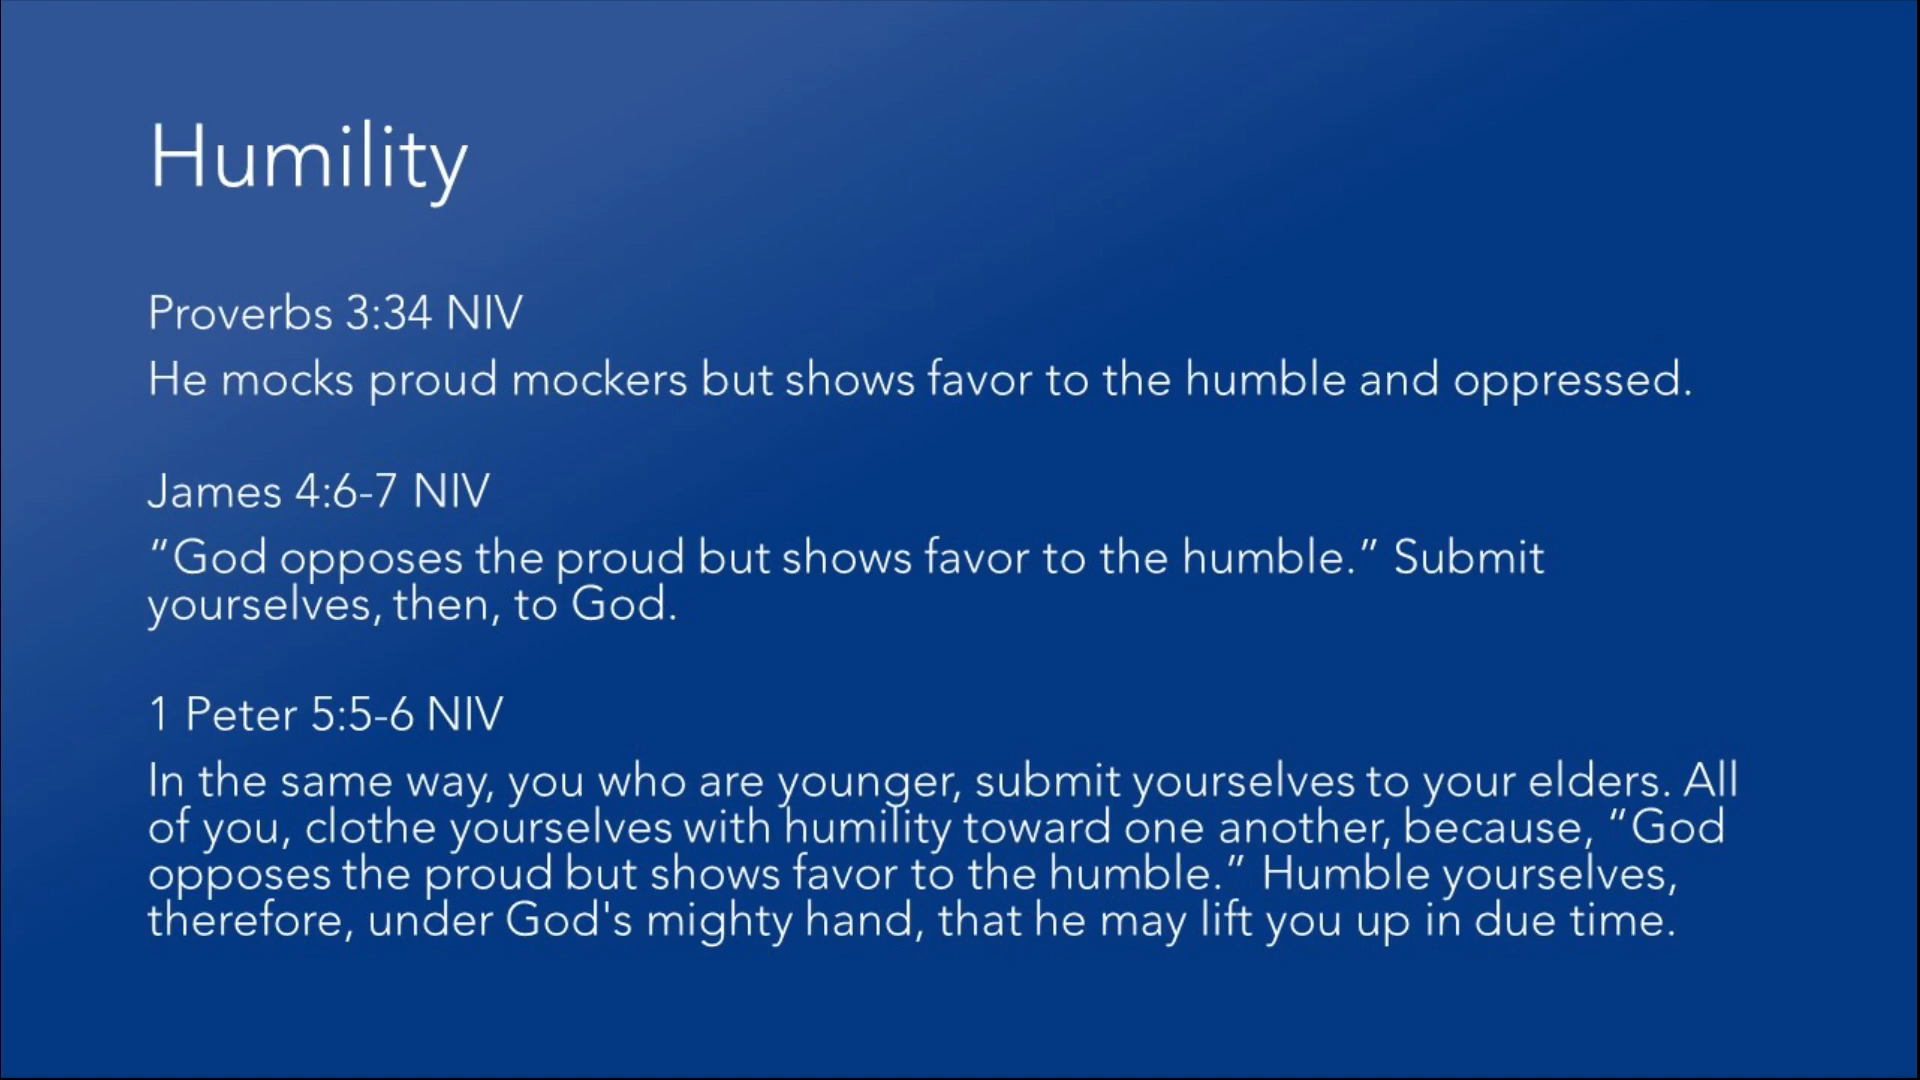 Humility
Proverbs 3:34 NIV
He mocks proud mockers but shows favor to the humble and oppressed.
James 4:6-7 NIV
“God opposes the proud but shows favor to the humble.” Submit
yourselves, then, to God.
1 Peter 5:5-6 NIV
In the same way, you who are younger, submit yourselves to your elders. All
of you, clothe yourselves with humility toward one another, because, “God
opposes the proud but shows favor to the humble.” Humble yourselves,
therefore, under God's mighty hand, that he may lift you up in due time.